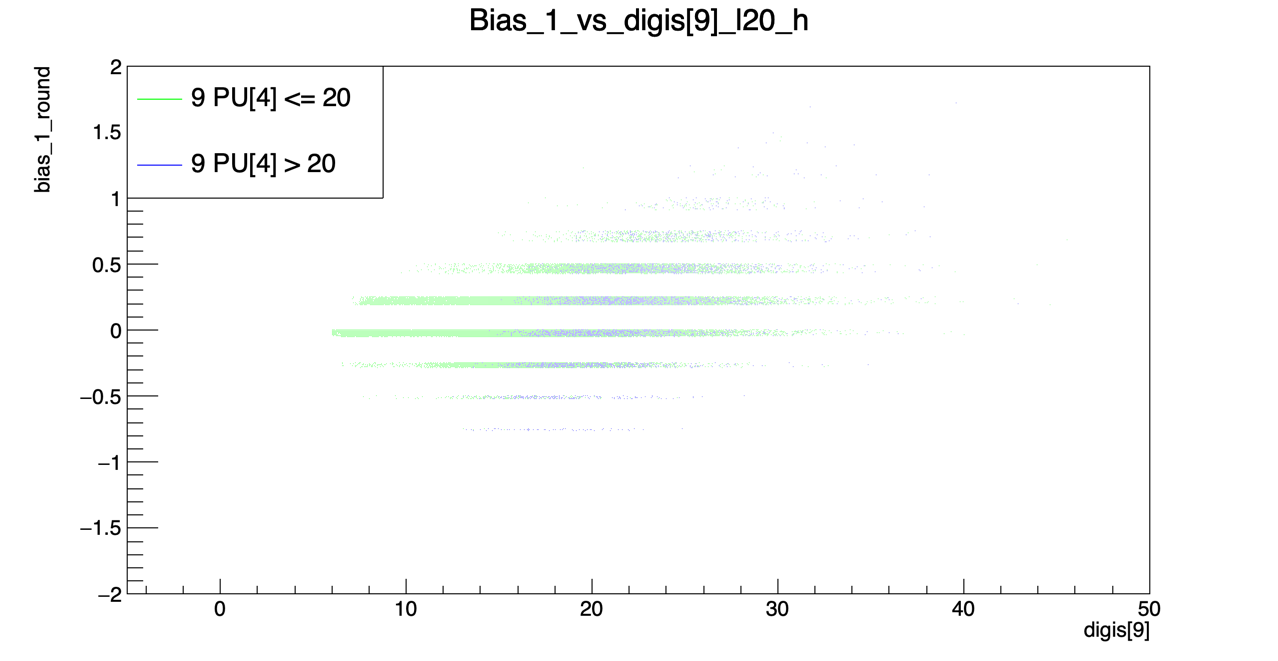 Bias_1_vs_digis[9]_l20_h
bias_1_round
9 PU[4] <= 20
9 PU[4] > 20
2
1.5
1
0.5
0
−0.5
−1
−1.5
−2
0 10 20 30 40 50
digis[9]